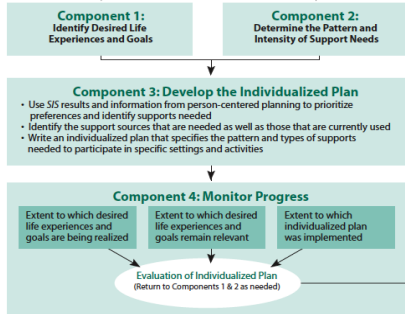 Component 1:
Identify Desired Life
Experiences and Goals
Component 2:
Determine the Pattern and
Intensity of Support Needs
Component 3: Develop the Individualized Plan
• Use SIS results and information from person-centered planning to prioritize
preferences and identify supports needed
• Identify the support sources that are needed as well as those that are currently used
• Write an individualized plan that specifies the pattern and types of supports
needed to participate in specific settings and activities
Component 4: Monitor Progress
Extent to which desired
life experiences and
goals are being realized
Extent to which desired
life experiences and
goals remain relevant
Extent to which
individualized plan
was implemented
Evaluation of Individualized Plan
(Return to Components 1 & 2 as needed)